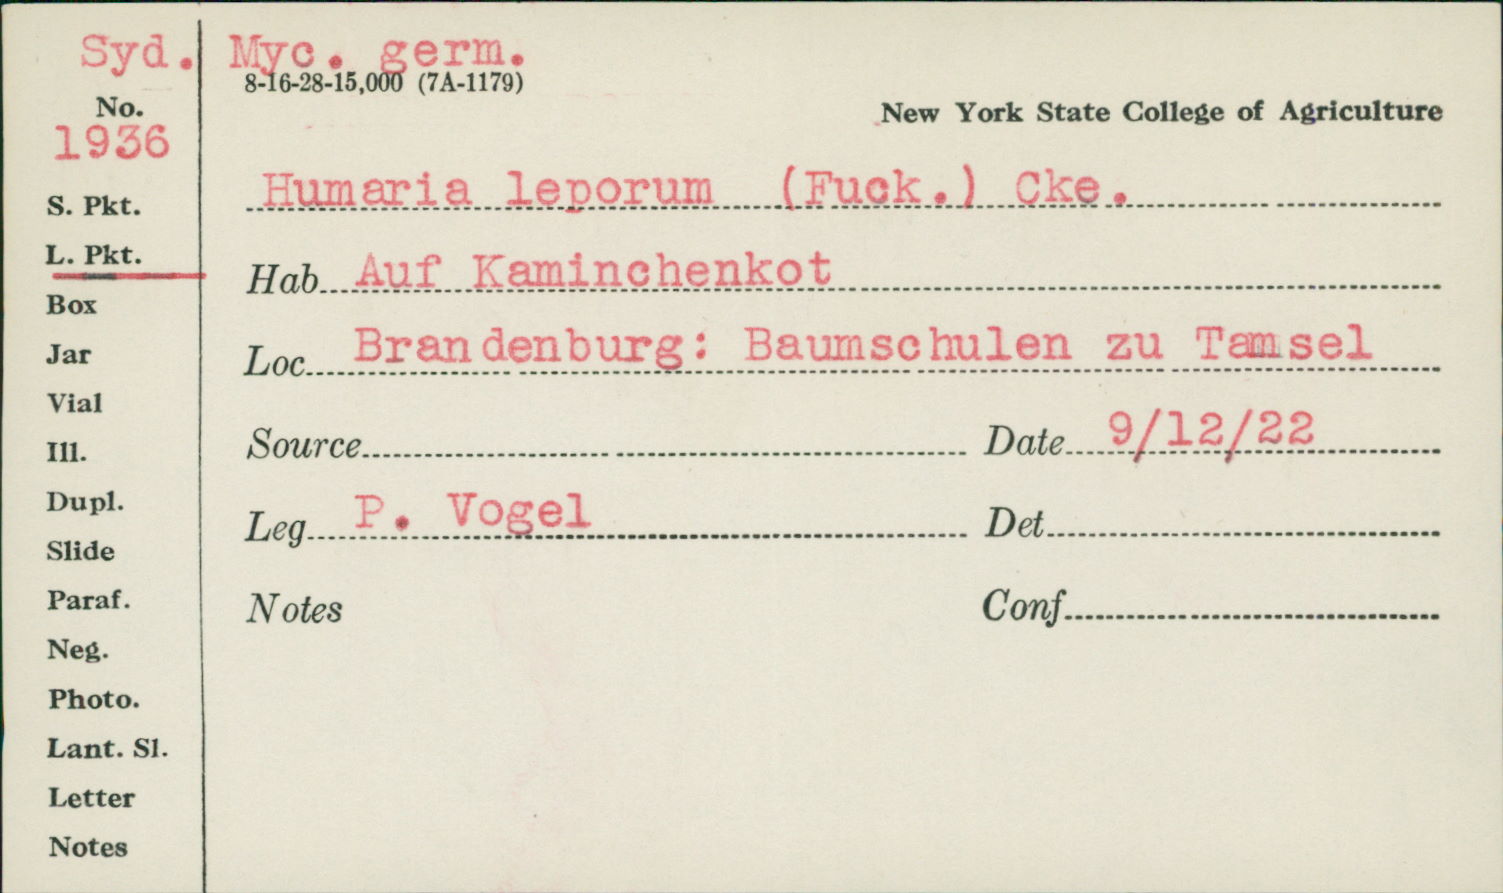 Syd. Myc. germ.
8-16-28-15,000 (7A-1179)
No.
New York State College of Agriculture
1936
Humaria leporum (Fuck.) Cke.
S. Pkt.
L. Pkt.
Hab. Auf Kaminchenkot
Box
Loc. Brandenburg: Baumschulen zu Tamsel
Jar
Vial
Source Date 9/12/22
Ill.
Dupl.
Leg. P. Vogel Det.
Slide
Paraf.
Notes Conf.
Neg.
Photo.
Lant. Sl.
Letter
Notes